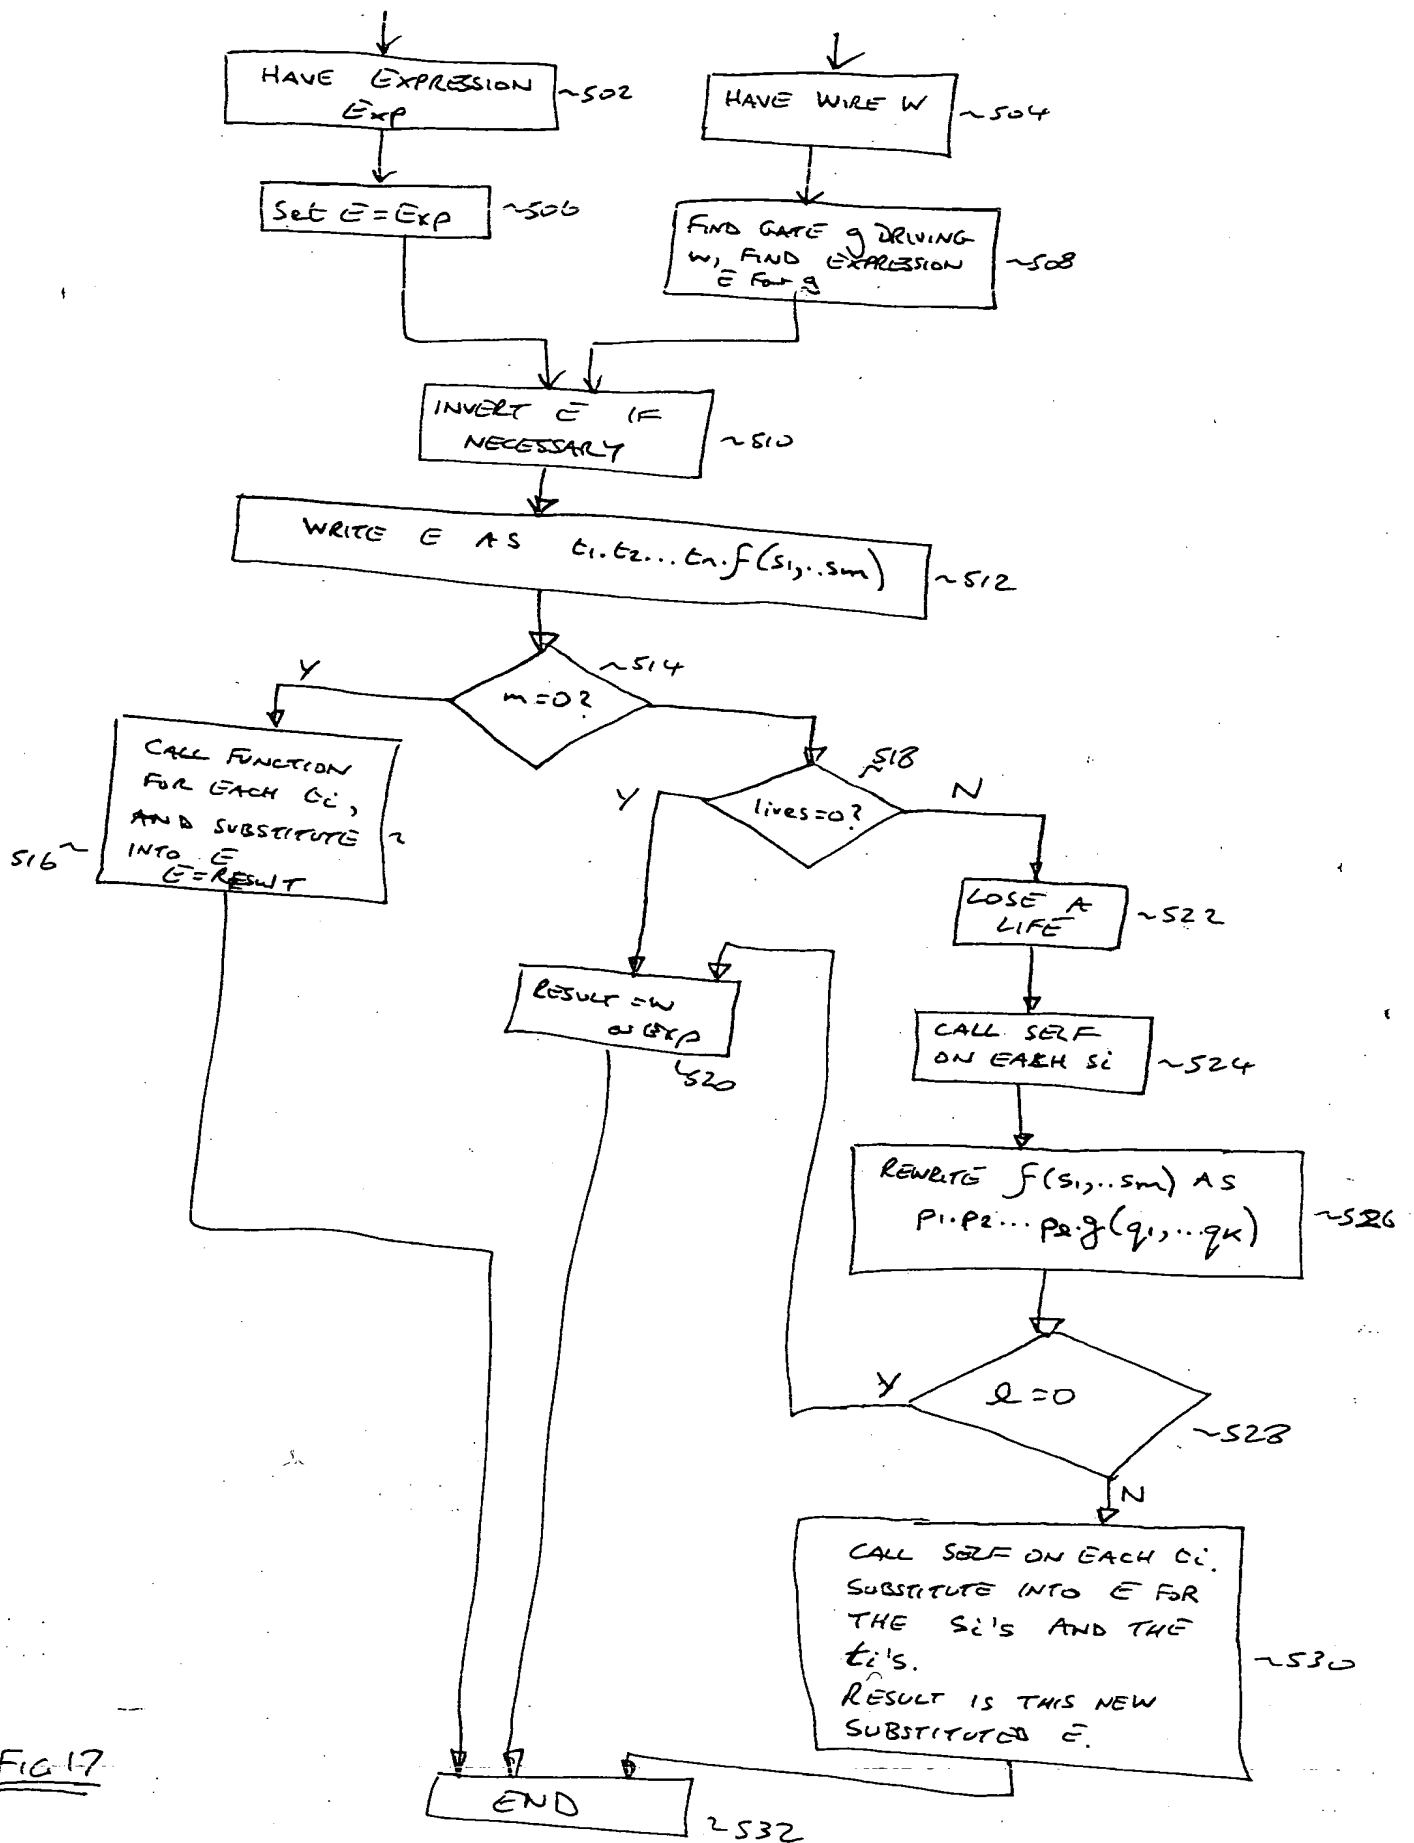 HAVE EXPRESSION
Exp
~502
HAVE WIRE W
~504
Set E = Exp
~506
FIND GATE g DRIVING
w, FIND EXPRESSION
E For g
~508
INVERT E IF
NECESSARY
~510
WRITE E AS t1.t2...tn.f(s1,..sm)
~512
~514
Y
m=0?
CALL FUNCTION
FOR EACH ti,
AND SUBSTITUTE
INTO E
E=RESULT
516~
~518
Y
lives=0?
N
LOSE A
LIFE
~522
RESULT = W
or Exp
~520
CALL SELF
ON EACH si
~524
REWRITE f(s1,..sm) AS
p1.p2...pl.g(q1,...qk)
~526
Y
l=0
~528
N
CALL SELF ON EACH ti.
SUBSTITUTE INTO E FOR
THE si's AND THE
ti's.
RESULT IS THIS NEW
SUBSTITUTED E.
~530
FIG 17
END
~532